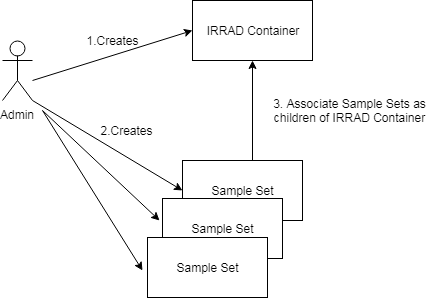 IRRAD Container
1.Creates
3. Associate Sample Sets as
children of IRRAD Container
Admin
2.Creates
Sample Set
Sample Set
Sample Set